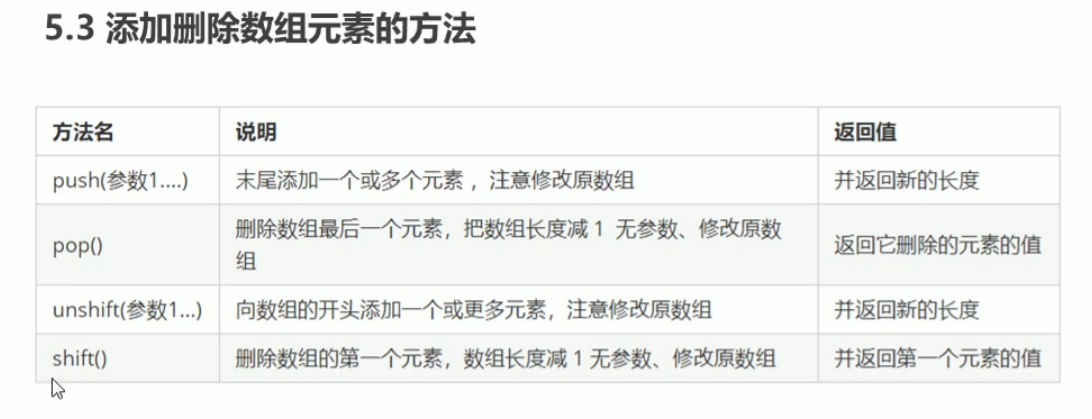 5.3 添加删除数组元素的方法
方法名 说明 返回值
push(参数1....) 末尾添加一个或多个元素 ，注意修改原数组 并返回新的长度
pop() 删除数组最后一个元素，把数组长度减 1 无参数、修改原数
组 返回它删除的元素的值
unshift(参数1...) 向数组的开头添加一个或更多元素，注意修改原数组 并返回新的长度
shift() 删除数组的第一个元素，数组长度减 1 无参数、修改原数组 并返回第一个元素的值